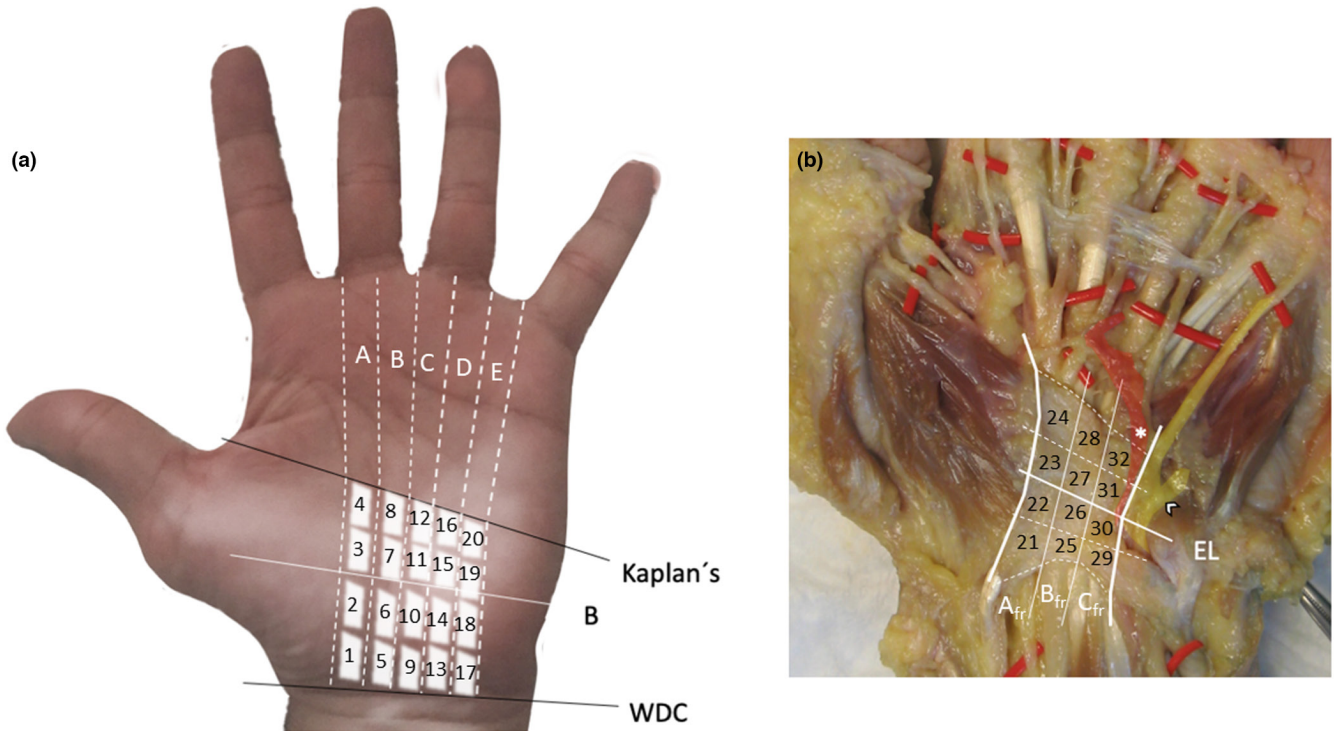 (a)
A B C D E
4 8 12 16 20
3 7 11 15 19
Kaplan´s
2 6 10 14 18
B
1 5 9 13 17
WDC
(b)
24 28 32
*
23 27 31
22 26 30
EL
21 25 29
Afr Bfr Cfr